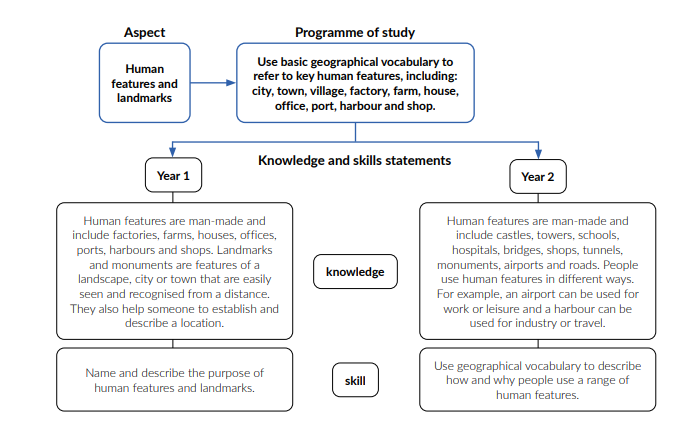 Aspect
Programme of study
Human
features and
landmarks
Use basic geographical vocabulary to
refer to key human features, including:
city, town, village, factory, farm, house,
office, port, harbour and shop.
Knowledge and skills statements
Year 1
Year 2
Human features are man-made and
include factories, farms, houses, offices,
ports, harbours and shops. Landmarks
and monuments are features of a
landscape, city or town that are easily
seen and recognised from a distance.
They also help someone to establish and
describe a location.
knowledge
Human features are man-made and
include castles, towers, schools,
hospitals, bridges, shops, tunnels,
monuments, airports and roads. People
use human features in different ways.
For example, an airport can be used for
work or leisure and a harbour can be
used for industry or travel.
Name and describe the purpose of
human features and landmarks.
skill
Use geographical vocabulary to describe
how and why people use a range of
human features.